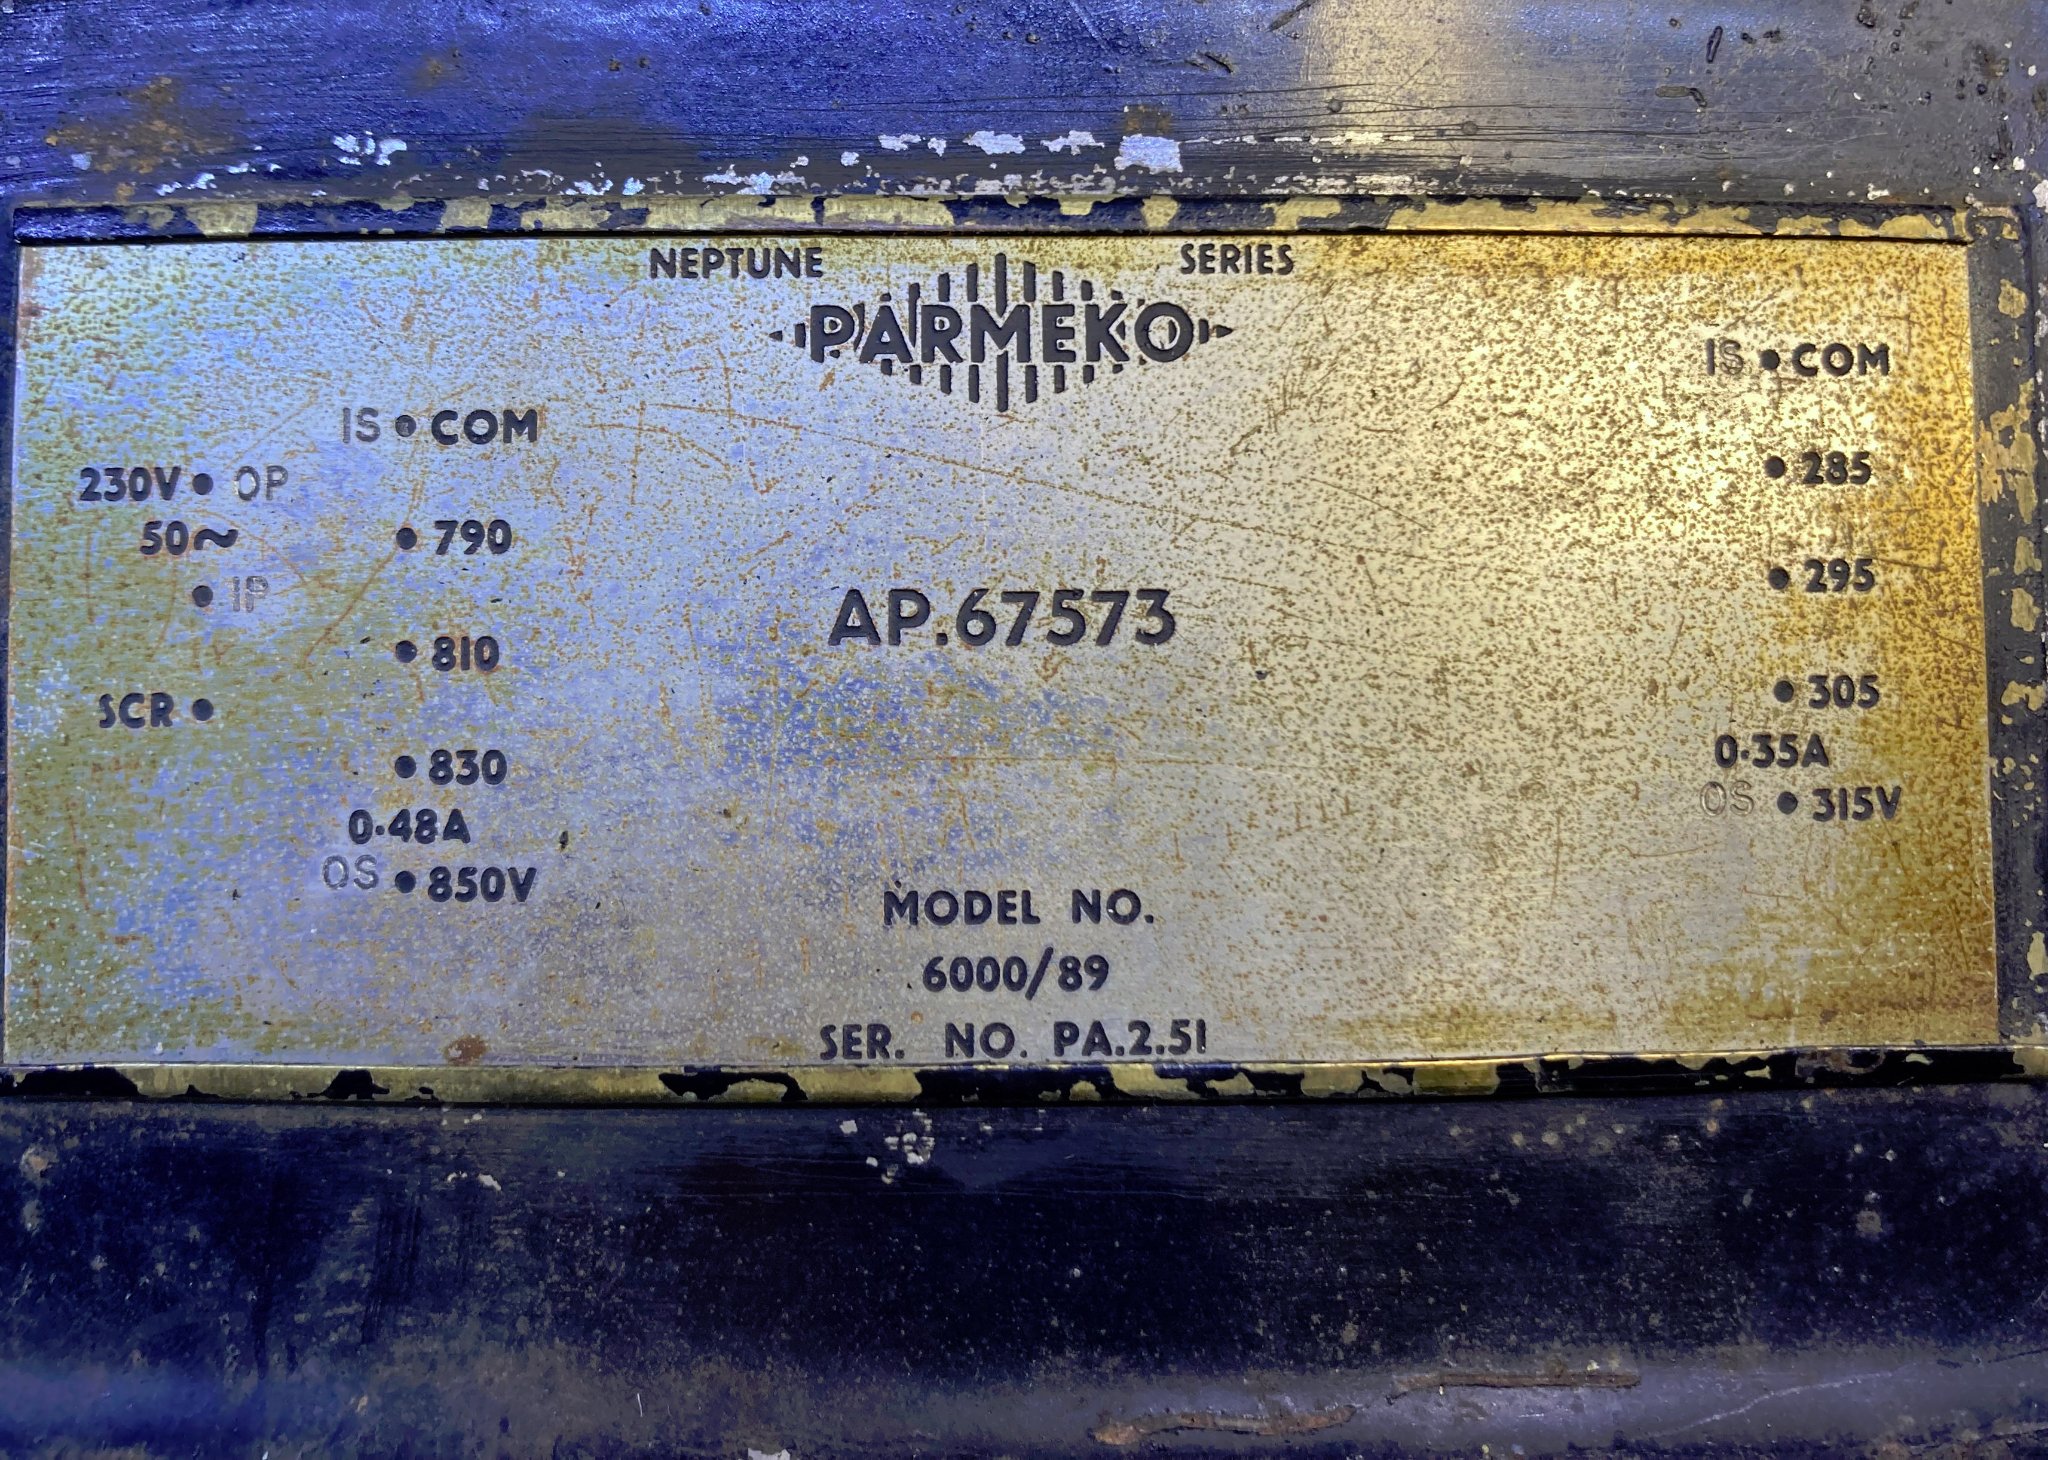 NEPTUNE SERIES
PARMEKO
IS • COM
230V • OP
50~
• 790
• IP
• 810
SCR •
• 830
0·48A
OS • 850V
AP.67573
MODEL NO.
6000/89
SER. NO. PA.2.51
IS • COM
• 285
• 295
• 305
0·35A
OS • 315V